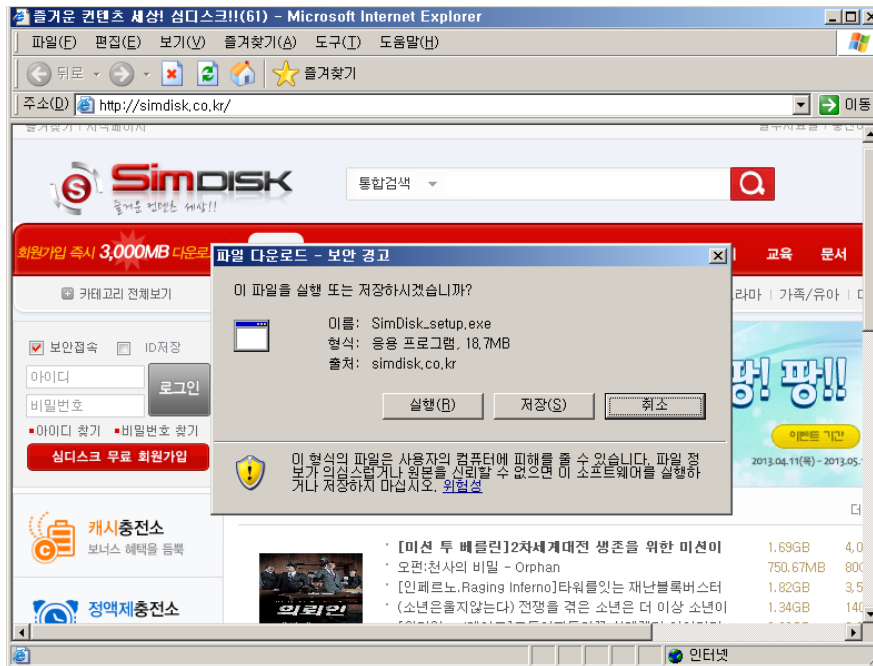 즐거운 컨텐츠 세상! 심디스크!!(61) - Microsoft Internet Explorer
파일(F) 편집(E) 보기(V) 즐겨찾기(A) 도구(T) 도움말(H)
뒤로 즐겨찾기
주소(D) http://simdisk.co.kr/ 이동
즐겨찾기 | 시작페이지
SimDISK
즐거운 컨텐츠 세상!!
통합검색
회원가입 즉시 3,000MB 다운로
교육 문서
카테고리 전체보기
라마 | 가족/유아
파일 다운로드 - 보안 경고
이 파일을 실행 또는 저장하시겠습니까?
이름: SimDisk_setup.exe
형식: 응용 프로그램, 18.7MB
출처: simdisk.co.kr
실행(R) 저장(S) 취소
이 형식의 파일은 사용자의 컴퓨터에 피해를 줄 수 있습니다. 파일 정
보가 의심스럽거나 원본을 신뢰할 수 없으면 이 소프트웨어를 실행하
거나 저장하지 마십시오. 위험성
보안접속 ID저장
아이디
비밀번호
로그인
아이디 찾기 비밀번호 찾기
심디스크 무료 회원가입
팡! 팡!!
이벤트 기간
2013.04.11(목) - 2013.05.
캐시충전소
보너스 혜택을 듬뿍
정액제충전소
의뢰인
[미션 투 베를린]2차세계대전 생존을 위한 미션이 1.69GB 4,0
오펀:천사의 비밀 - Orphan 750.67MB 800
[인페르노.Raging Inferno]타워를잇는 재난블록버스터 1.82GB 3,5
(소년은울지않는다) 전쟁을 겪은 소년은 더 이상 소년이 1.34GB 140
인터넷